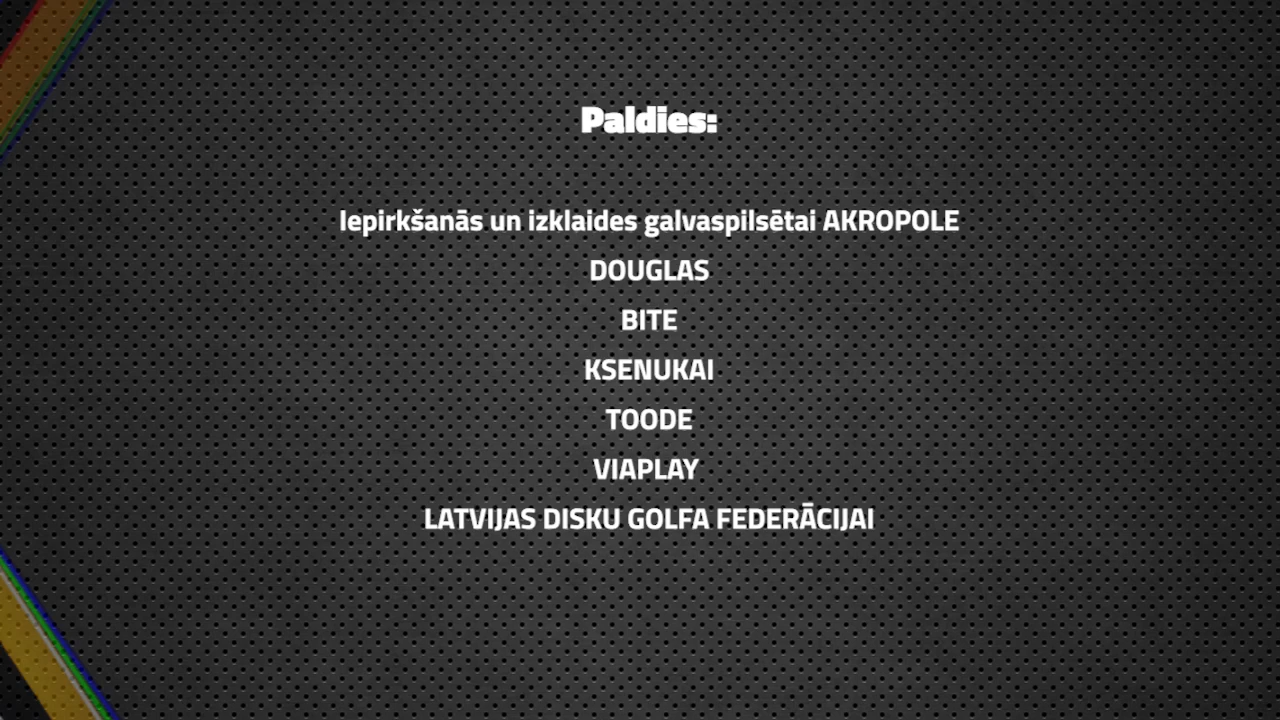 Paldies:
Iepirkšanās un izklaides galvaspilsētai AKROPOLE
DOUGLAS
BITE
KSENUKAI
TOODE
VIAPLAY
LATVIJAS DISKU GOLFA FEDERĀCIJAI